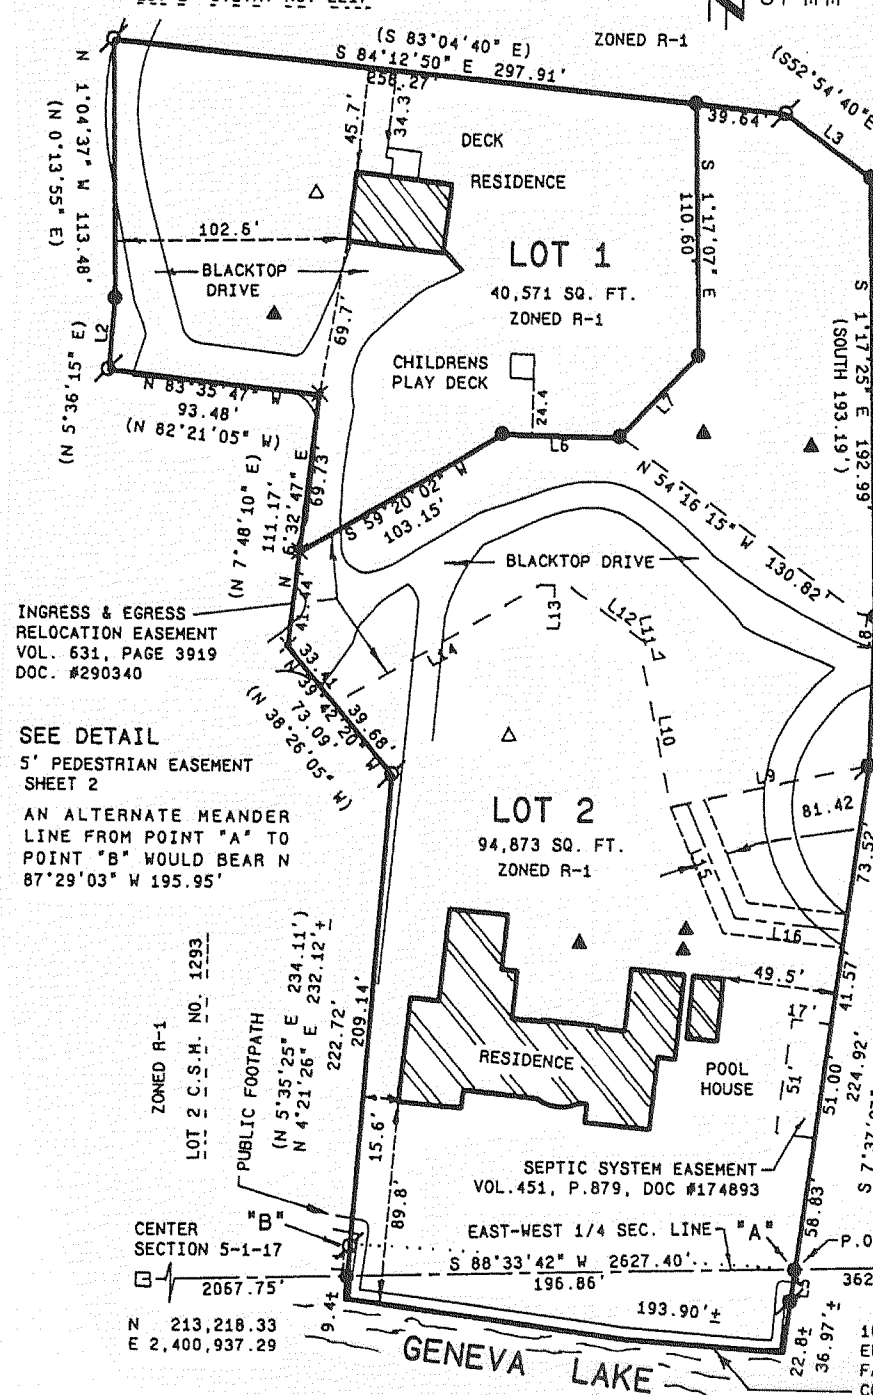 (S 83°04'40" E)
S 84°12'50" E 297.91'
258.27'
ZONED R-1
(S52°54'40"E
39.64'
L3
N 1°04'37" W 113.48'
(N 0°13'55" E)
45.7'
34.3'
DECK
RESIDENCE
S 1°17'07" E
110.60'
102.5'
LOT 1
40,571 SQ. FT.
ZONED R-1
BLACKTOP
DRIVE
69.7'
S 1°17'25" E 192.99'
(SOUTH 193.19')
L2
(N 5°36'15" E)
N 83°35'47" W
93.48'
(N 82°21'05" W)
CHILDRENS
PLAY DECK
24.4
L7
L6
(N 7°48'10" E)
111.17'
N 6°32'47" E
69.73'
41.44'
S 59°20'02" W
103.15'
N 54°16'15" W
130.82'
BLACKTOP DRIVE
INGRESS & EGRESS
RELOCATION EASEMENT
VOL. 631, PAGE 3919
DOC. #290340
L13
L12
L11
L14
L8
33.41
39.68'
N 39°42'20" W
73.09'
(N 38°26'05" W)
L10
SEE DETAIL
5' PEDESTRIAN EASEMENT
SHEET 2
AN ALTERNATE MEANDER
LINE FROM POINT "A" TO
POINT "B" WOULD BEAR N
87°29'03" W 195.95'
LOT 2
94,873 SQ. FT.
ZONED R-1
L9
81.42
73.52'
L15
L16
ZONED R-1
LOT 2 C.S.M. NO. 1293
PUBLIC FOOTPATH
(N 5°35'25" E 234.11')
N 4°21'26" E 232.12'±
222.72'
209.14'
49.5'
41.57'
17'
51'
51.00'
224.92'
RESIDENCE
POOL
HOUSE
15.6'
89.8'
SEPTIC SYSTEM EASEMENT
VOL.451, P.879, DOC #174893
58.83'
CENTER
SECTION 5-1-17
"B"
EAST-WEST 1/4 SEC. LINE
"A"
P.O
S 88°33'42" W 2627.40'
2067.75'
196.86'
362
L5
193.90'±
9.4±
N 213,218.33
E 2,400,937.29
22.8±
36.97'±
GENEVA LAKE